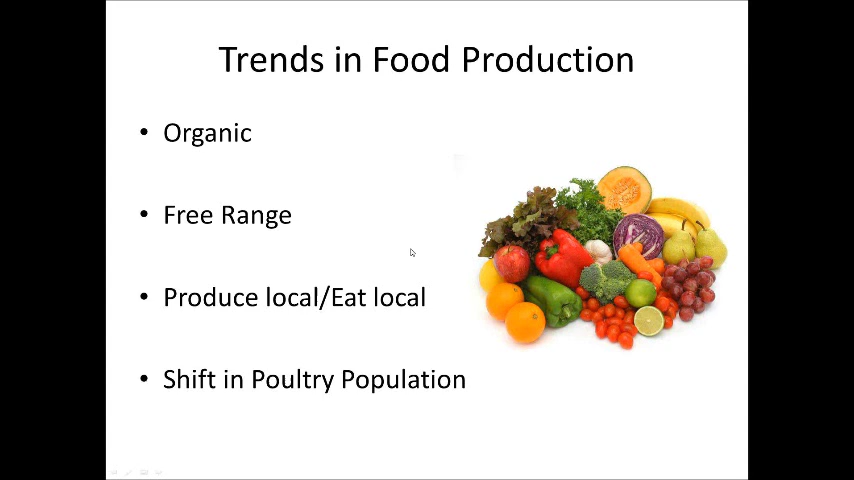 Trends in Food Production
• Organic
• Free Range
• Produce local/Eat local
• Shift in Poultry Population